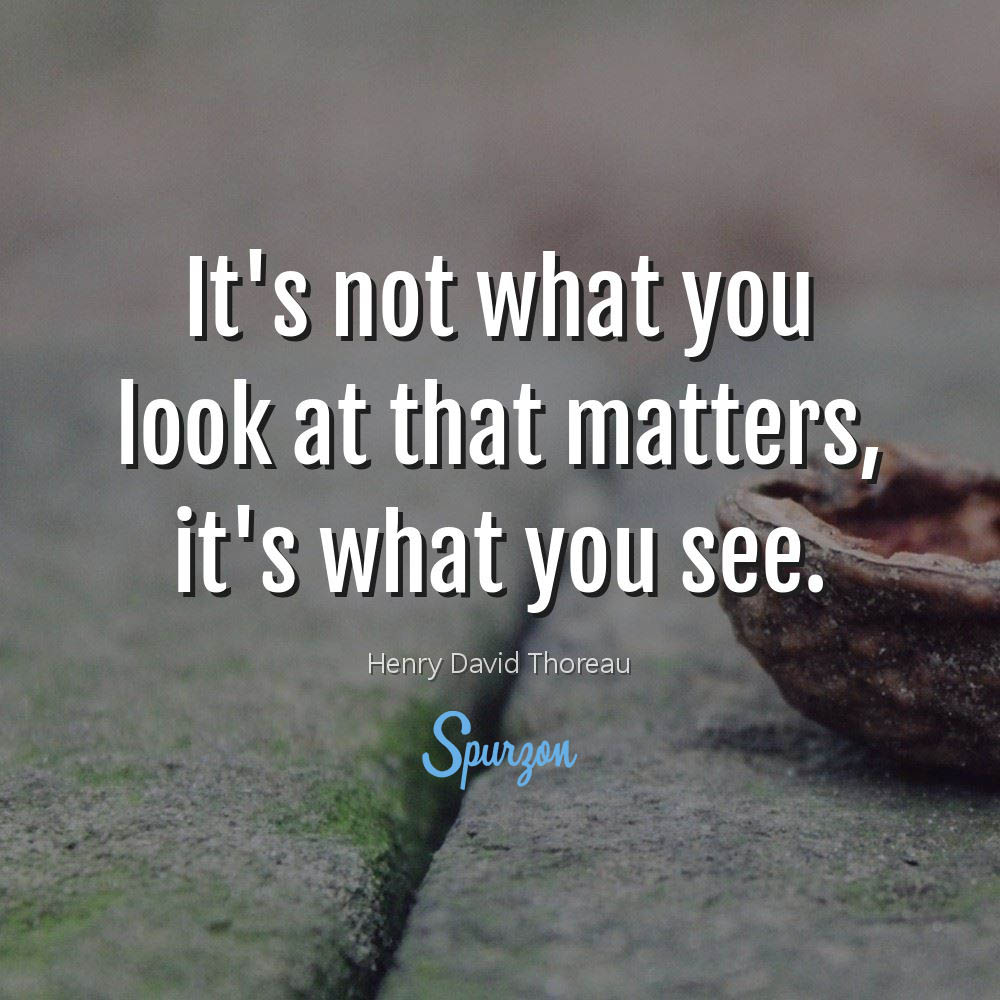 It's not what you
look at that matters,
it's what you see.
Henry David Thoreau
Spurzon